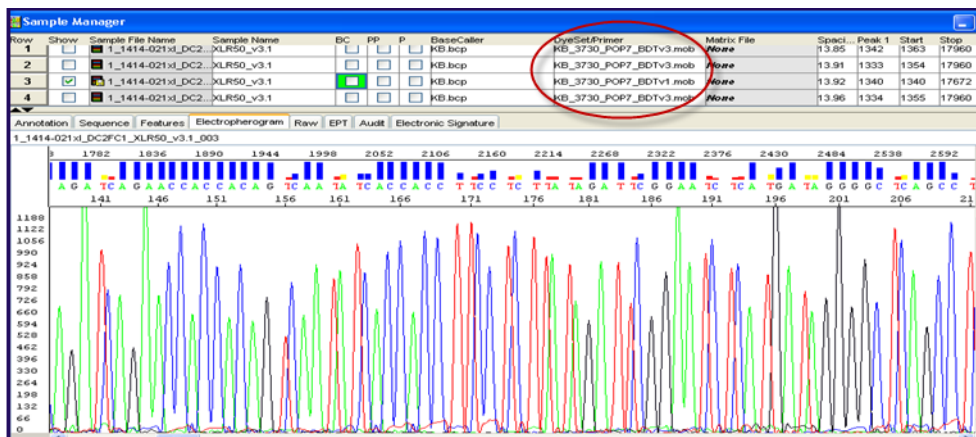 Sample Manager
Row Show Sample File Name Sample Name BC PP P BaseCaller DyeSet/Primer Matrix File Spaci... Peak 1 Start Stop
1 1_1414-021xl_DC2...XLR50_v3.1 KB.bcp KB_3730_POP7_BDTv3.mob None 13.85 1342 1363 17960
2 1_1414-021xl_DC2...XLR50_v3.1 KB.bcp KB_3730_POP7_BDTv3.mob None 13.91 1333 1354 17960
3 1_1414-021xl_DC2...XLR50_v3.1 KB.bcp KB_3730_POP7_BDTv1.mob None 13.92 1340 1340 17672
4 1_1414-021xl_DC2...XLR50_v3.1 KB.bcp KB_3730_POP7_BDTv3.mob None 13.96 1334 1355 17960
Annotation Sequence Features Electropherogram Raw EPT Audit Electronic Signature
1_1414-021xl_DC2FC1_XLR50_v3.1_003
1782 1836 1890 1944 1998 2052 2106 2160 2214 2268 2322 2376 2430 2484 2538 2592
A G A T C A G A A C C A C C A C A G T C A A T A T C A C C A C C T T C C T C T T A T A G A T T C G G A A T C T C A T G A T A G G G G C T C A G C C T
141 146 151 156 161 166 171 176 181 186 191 196 201 206 21
1188
1122
1056
990
924
858
792
726
660
594
528
462
396
330
264
198
132
66
0